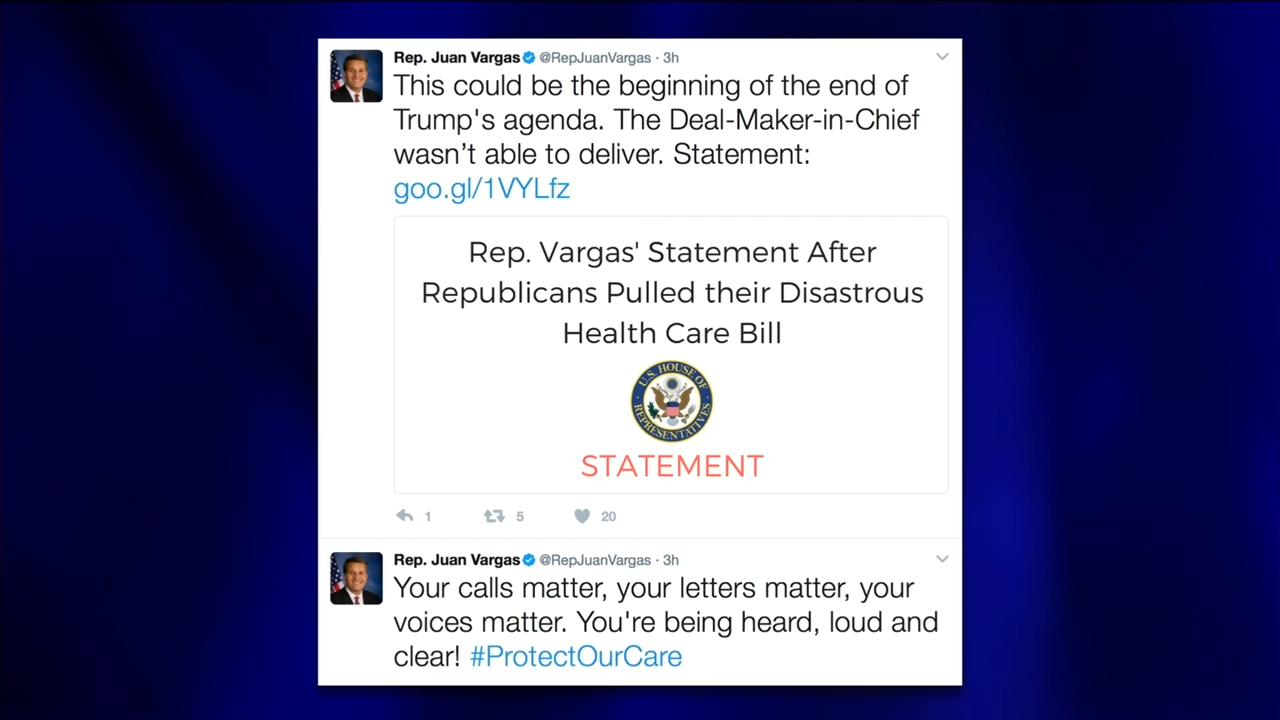 Rep. Juan Vargas @RepJuanVargas · 3h
This could be the beginning of the end of
Trump's agenda. The Deal-Maker-in-Chief
wasn’t able to deliver. Statement:
goo.gl/1VYLfz
Rep. Vargas' Statement After
Republicans Pulled their Disastrous
Health Care Bill
U.S. HOUSE OF
REPRESENTATIVES
STATEMENT
1 5 20
Rep. Juan Vargas @RepJuanVargas · 3h
Your calls matter, your letters matter, your
voices matter. You're being heard, loud and
clear! #ProtectOurCare